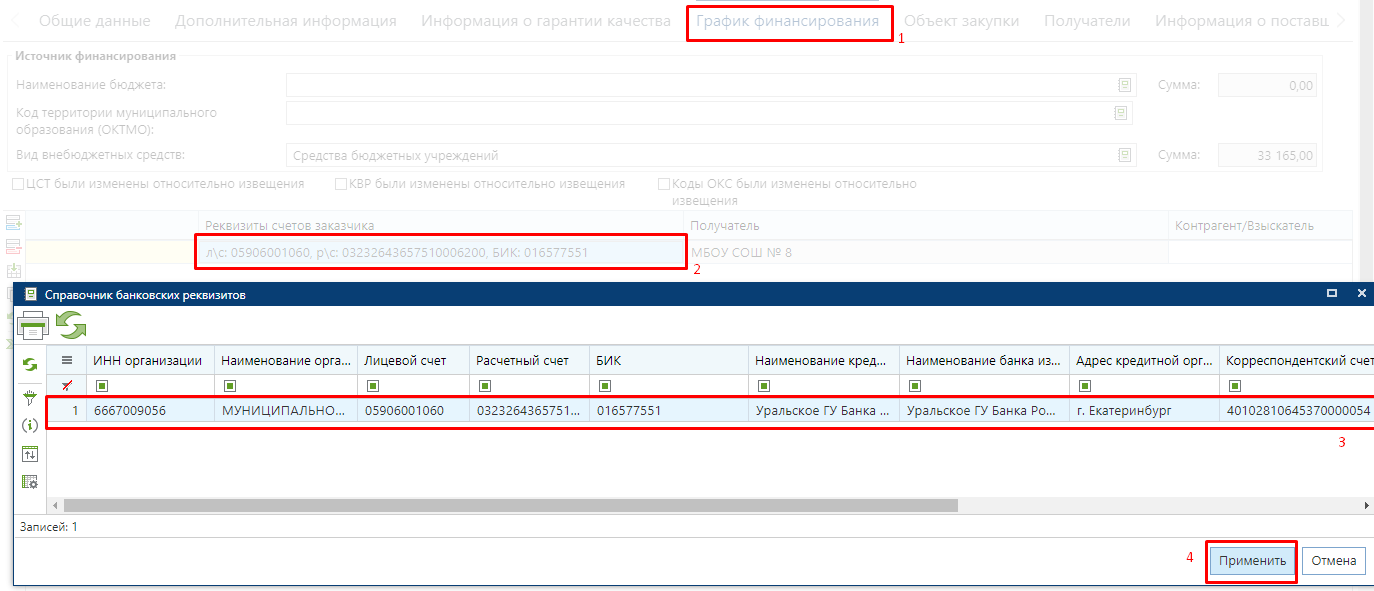 Общие данные Дополнительная информация Информация о гарантии качества График финансирования Объект закупки Получатели Информация о поставщ
1
Источник финансирования
Наименование бюджета: Сумма: 0,00
Код территории муниципального
образования (ОКТМО):
Вид внебюджетных средств: Средства бюджетных учреждений Сумма: 33 165,00
ЦСТ были изменены относительно извещения КВР были изменены относительно извещения Коды ОКС были изменены относительно
извещения
Реквизиты счетов заказчика Получатель Контрагент/Взыскатель
л\с: 05906001060, р\с: 03232643657510006200, БИК: 016577551 МБОУ СОШ № 8
2
Справочник банковских реквизитов
ИНН организации Наименование орга... Лицевой счет Расчетный счет БИК Наименование кред... Наименование банка из... Адрес кредитной орг... Корреспондентский счет
1 6667009056 МУНИЦИПАЛЬНО... 05906001060 0323264365751... 016577551 Уральское ГУ Банка ... Уральское ГУ Банка Ро... г. Екатеринбург 40102810645370000054
3
Записей: 1
4 Применить Отмена